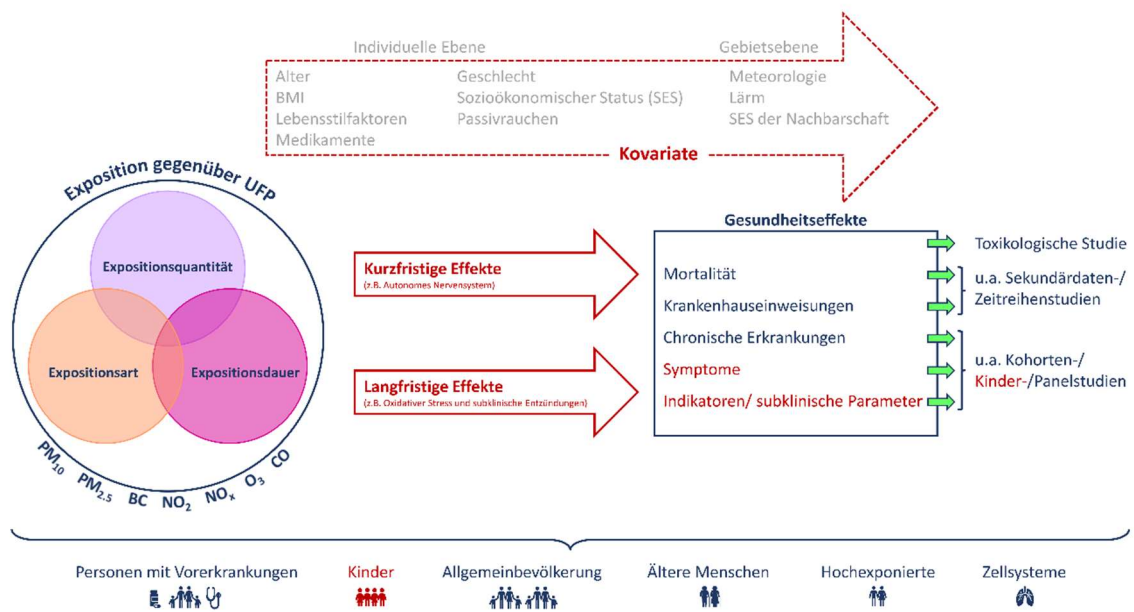 Individuelle Ebene
Gebietsebene
Alter
Geschlecht
Meteorologie
BMI
Sozioökonomischer Status (SES)
Lärm
Lebensstilfaktoren
Passivrauchen
SES der Nachbarschaft
Medikamente
Kovariate
Exposition gegenüber UFP
Expositionsquantität
Expositionsart
Expositionsdauer
PM₁₀ PM₂.₅ BC NO₂ NOₓ O₃ CO
Kurzfristige Effekte
(z.B. Autonomes Nervensystem)
Langfristige Effekte
(z.B. Oxidativer Stress und subklinische Entzündungen)
Gesundheitseffekte
Mortalität
Krankenhauseinweisungen
Chronische Erkrankungen
Symptome
Indikatoren/ subklinische Parameter
Toxikologische Studie
u.a. Sekundärdaten-/
Zeitreihenstudien
u.a. Kohorten-/
Kinder-/Panelstudien
Personen mit Vorerkrankungen
Kinder
Allgemeinbevölkerung
Ältere Menschen
Hochexponierte
Zellsysteme